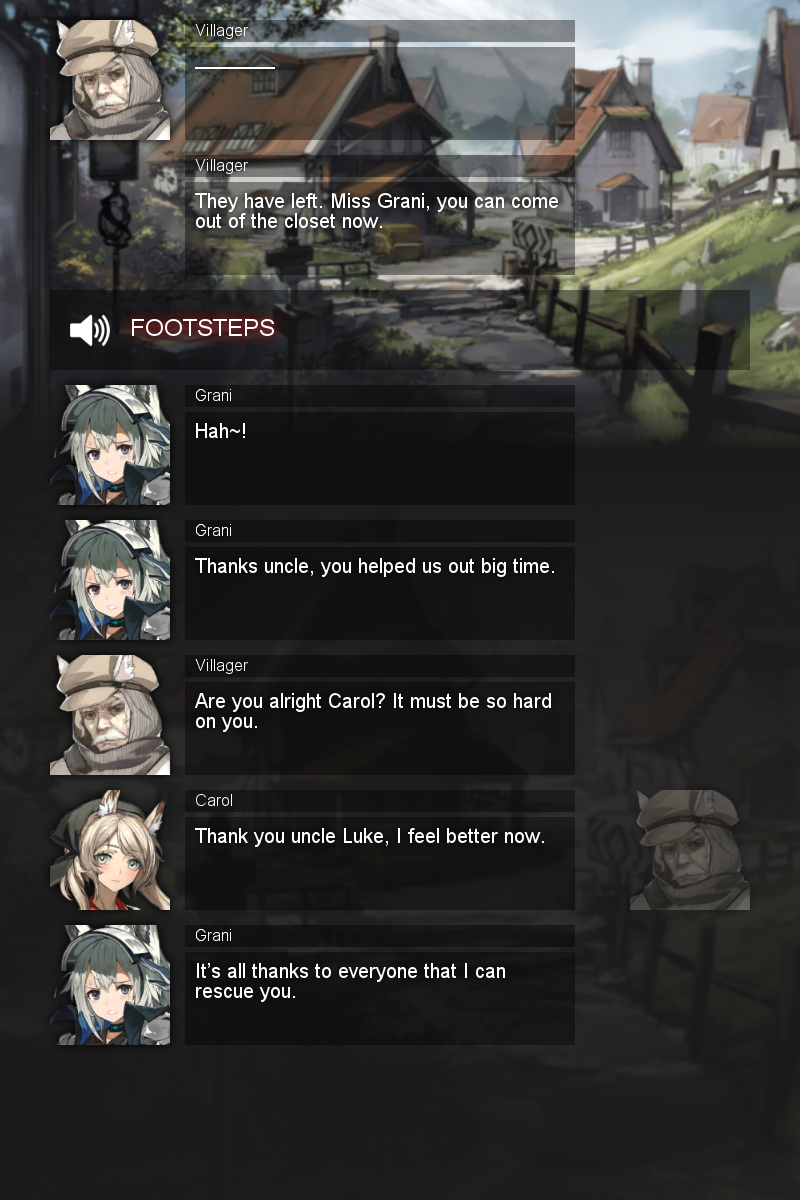 Villager
————
Villager
They have left. Miss Grani, you can come
out of the closet now.
FOOTSTEPS
Grani
Hah~!
Grani
Thanks uncle, you helped us out big time.
Villager
Are you alright Carol? It must be so hard
on you.
Carol
Thank you uncle Luke, I feel better now.
Grani
It’s all thanks to everyone that I can
rescue you.